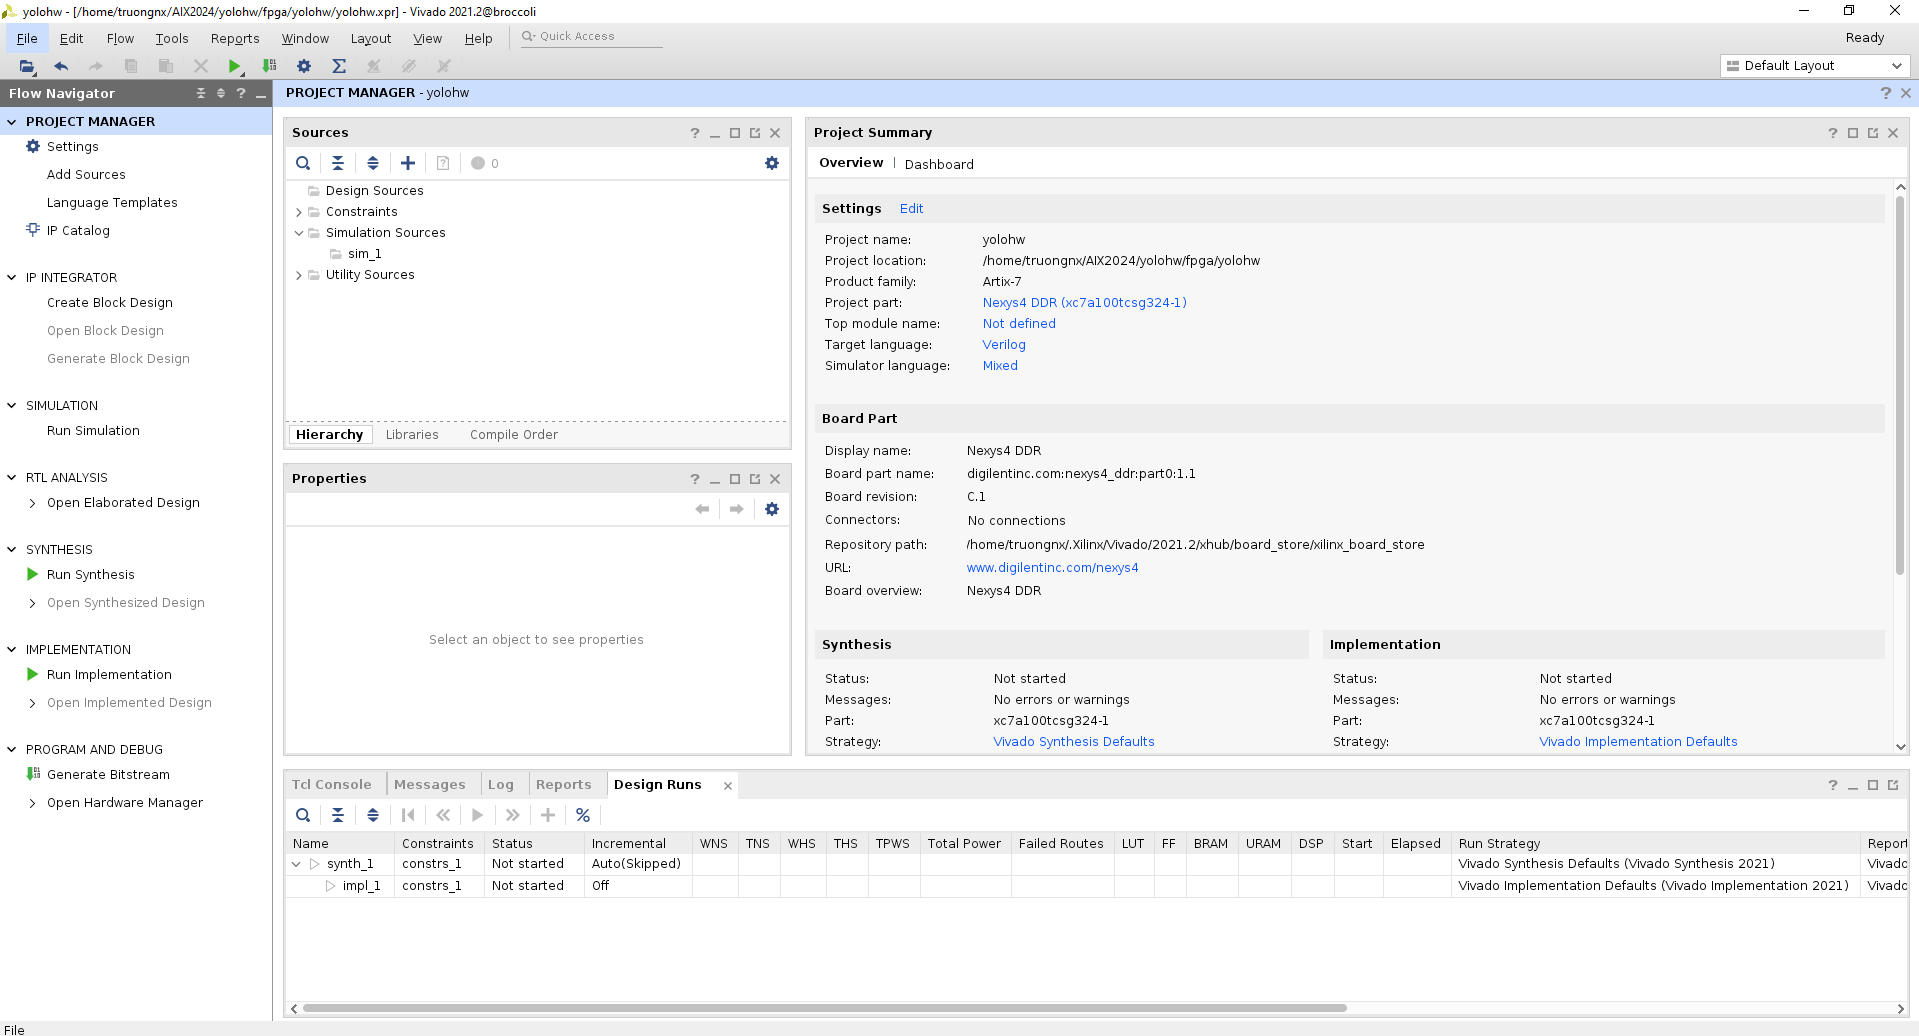 yolohw - [/home/truongnx/AIX2024/yolohw/fpga/yolohw/yolohw.xpr] - Vivado 2021.2@broccoli
File Edit Flow Tools Reports Window Layout View Help Quick Access
Ready
Default Layout
Flow Navigator
PROJECT MANAGER
Settings
Add Sources
Language Templates
IP Catalog
IP INTEGRATOR
Create Block Design
Open Block Design
Generate Block Design
SIMULATION
Run Simulation
RTL ANALYSIS
Open Elaborated Design
SYNTHESIS
Run Synthesis
Open Synthesized Design
IMPLEMENTATION
Run Implementation
Open Implemented Design
PROGRAM AND DEBUG
Generate Bitstream
Open Hardware Manager
PROJECT MANAGER - yolohw
Sources
0
Design Sources
Constraints
Simulation Sources
sim_1
Utility Sources
Hierarchy Libraries Compile Order
Properties
Select an object to see properties
Project Summary
Overview | Dashboard
Settings Edit
Project name: yolohw
Project location: /home/truongnx/AIX2024/yolohw/fpga/yolohw
Product family: Artix-7
Project part: Nexys4 DDR (xc7a100tcsg324-1)
Top module name: Not defined
Target language: Verilog
Simulator language: Mixed
Board Part
Display name: Nexys4 DDR
Board part name: digilentinc.com:nexys4_ddr:part0:1.1
Board revision: C.1
Connectors: No connections
Repository path: /home/truongnx/.Xilinx/Vivado/2021.2/xhub/board_store/xilinx_board_store
URL: www.digilentinc.com/nexys4
Board overview: Nexys4 DDR
Synthesis
Status: Not started
Messages: No errors or warnings
Part: xc7a100tcsg324-1
Strategy: Vivado Synthesis Defaults
Implementation
Status: Not started
Messages: No errors or warnings
Part: xc7a100tcsg324-1
Strategy: Vivado Implementation Defaults
Tcl Console Messages Log Reports Design Runs
Name Constraints Status Incremental WNS TNS WHS THS TPWS Total Power Failed Routes LUT FF BRAM URAM DSP Start Elapsed Run Strategy Report
synth_1 constrs_1 Not started Auto(Skipped) Vivado Synthesis Defaults (Vivado Synthesis 2021) Vivado
impl_1 constrs_1 Not started Off Vivado Implementation Defaults (Vivado Implementation 2021) Vivado
File